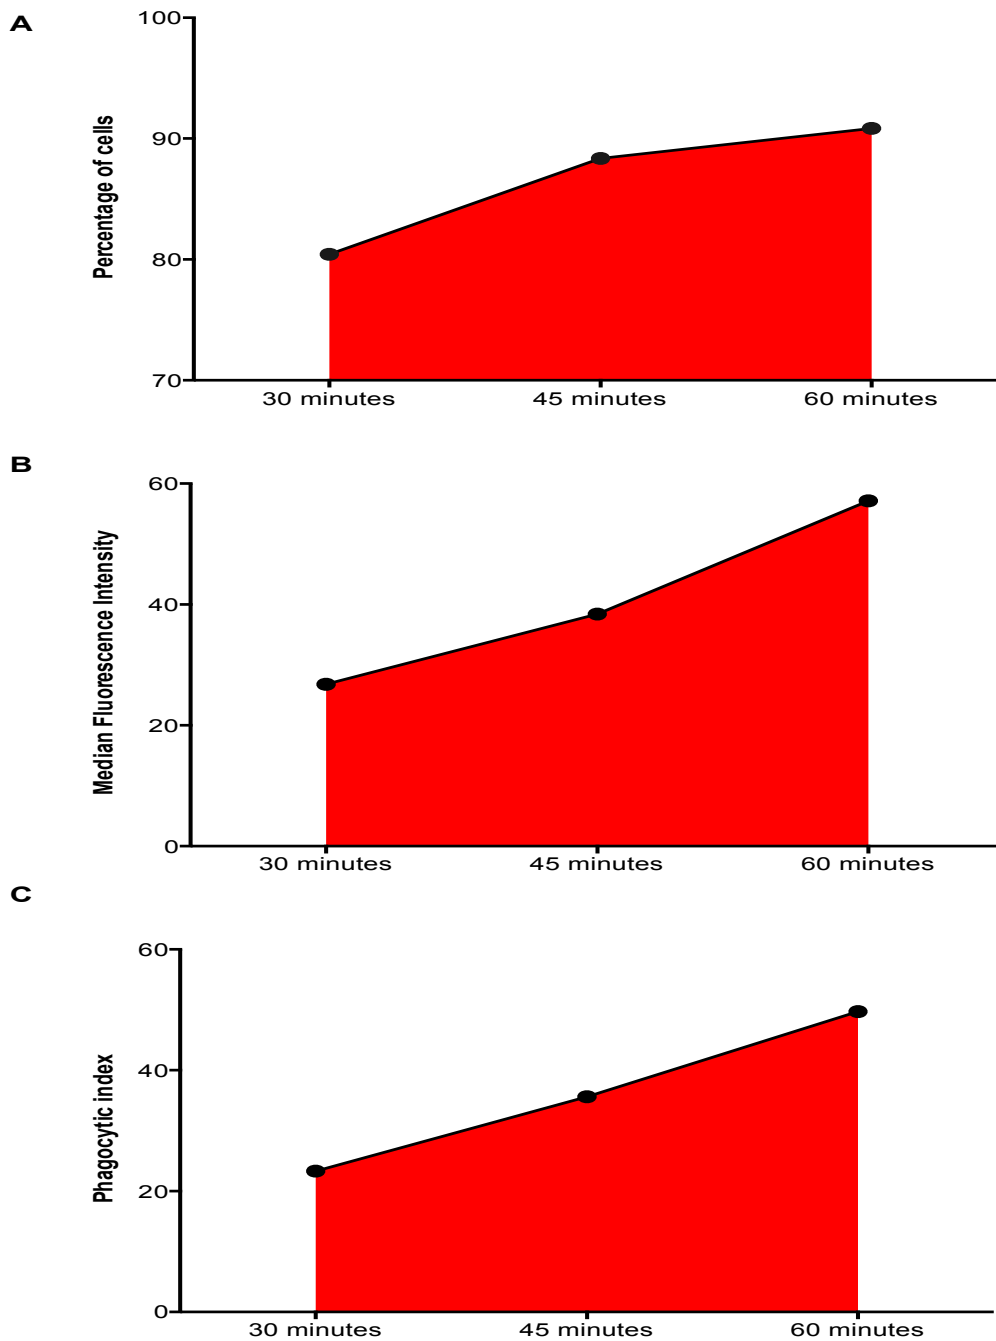 A
100
90
80
70
Percentage of cells
30 minutes 45 minutes 60 minutes
B
60
40
20
0
Median Fluorescence Intensity
30 minutes 45 minutes 60 minutes
C
60
40
20
0
Phagocytic index
30 minutes 45 minutes 60 minutes